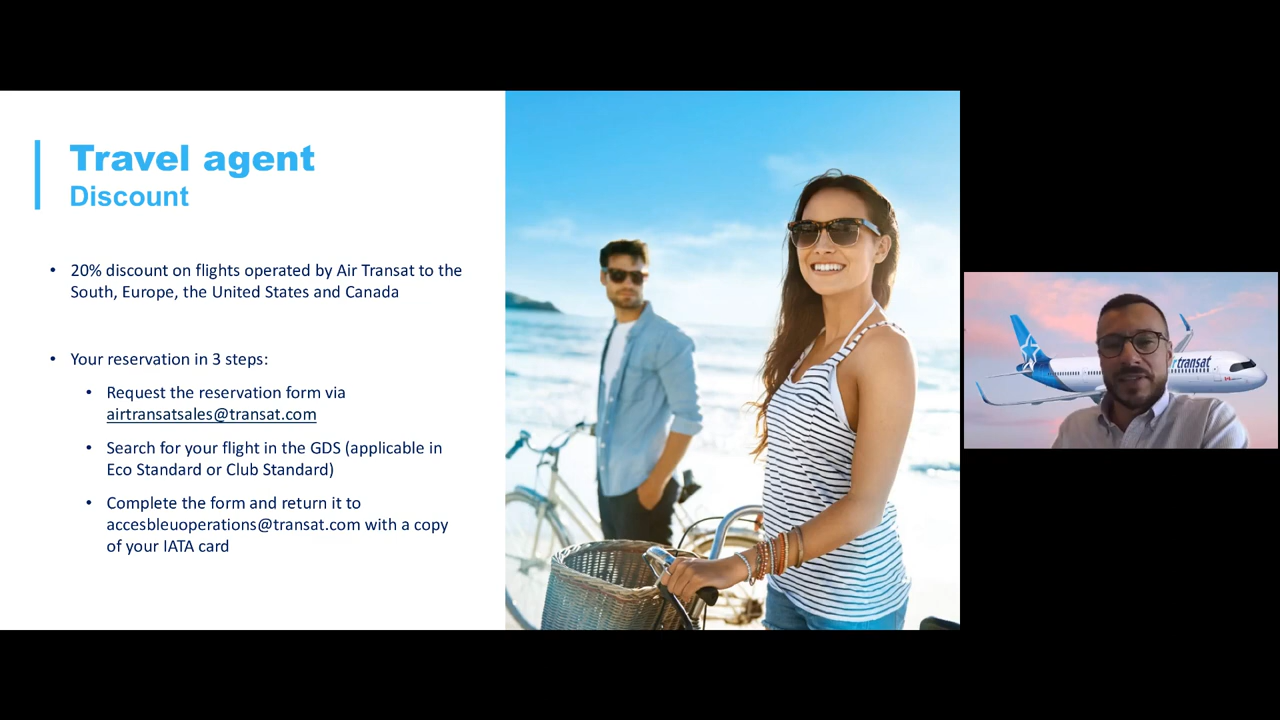 Travel agent
Discount
• 20% discount on flights operated by Air Transat to the
South, Europe, the United States and Canada
• Your reservation in 3 steps:
• Request the reservation form via
airtransatsales@transat.com
• Search for your flight in the GDS (applicable in
Eco Standard or Club Standard)
• Complete the form and return it to
accesbleuoperations@transat.com with a copy
of your IATA card
transat